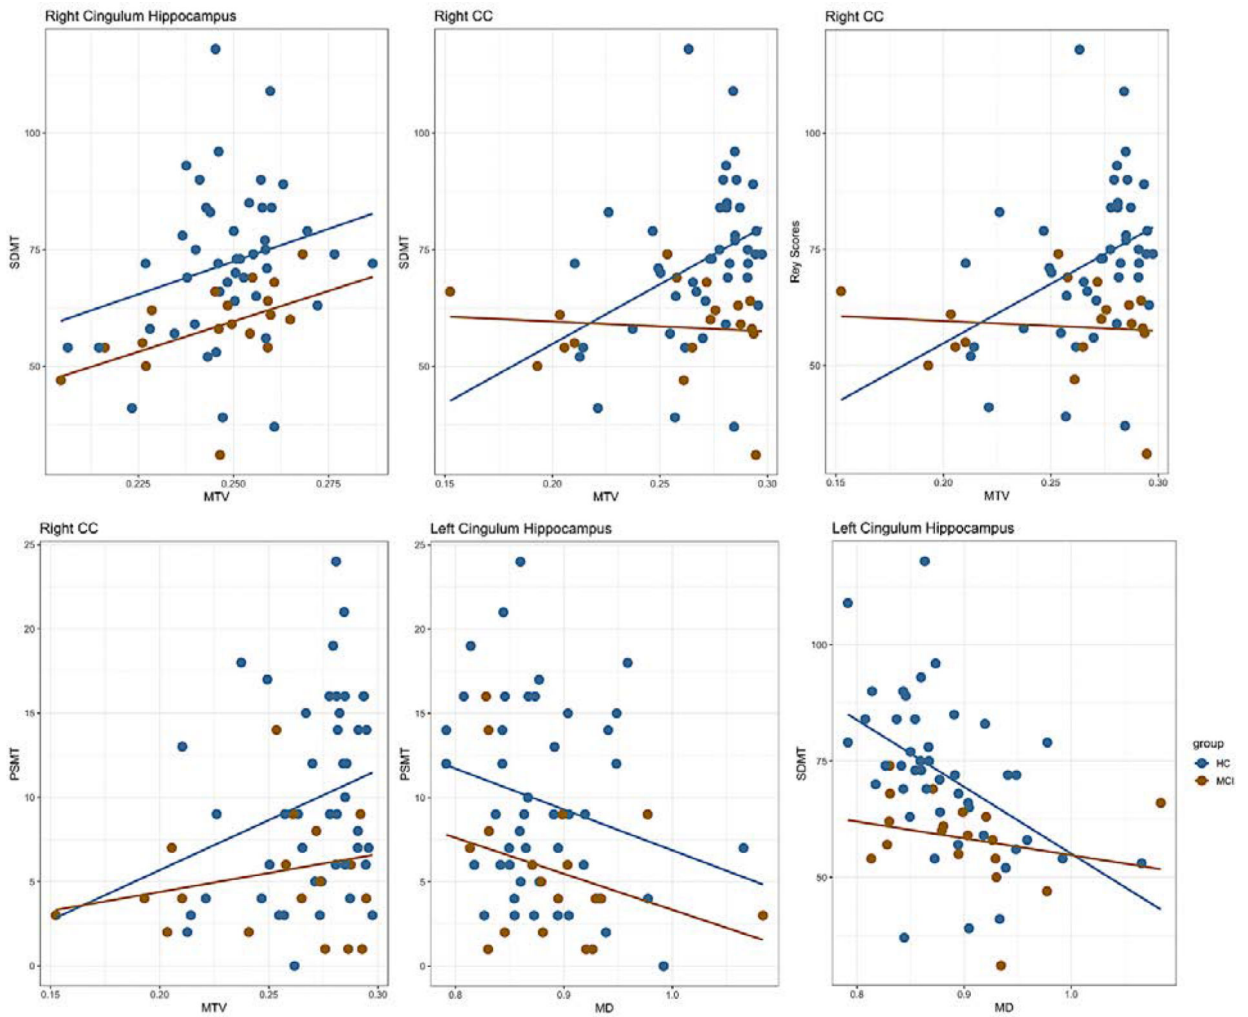 Right Cingulum Hippocampus
SDMT
100
75
50
0.225
0.250
0.275
MTV
Right CC
SDMT
100
75
50
0.15
0.20
0.25
0.30
MTV
Right CC
Rey Scores
100
75
50
0.15
0.20
0.25
0.30
MTV
Right CC
PSMT
25
20
15
10
5
0
0.15
0.20
0.25
0.30
MTV
Left Cingulum Hippocampus
PSMT
25
20
15
10
5
0
0.8
0.9
1.0
MD
Left Cingulum Hippocampus
SDMT
100
75
50
0.8
0.9
1.0
MD
group
HC
MCI